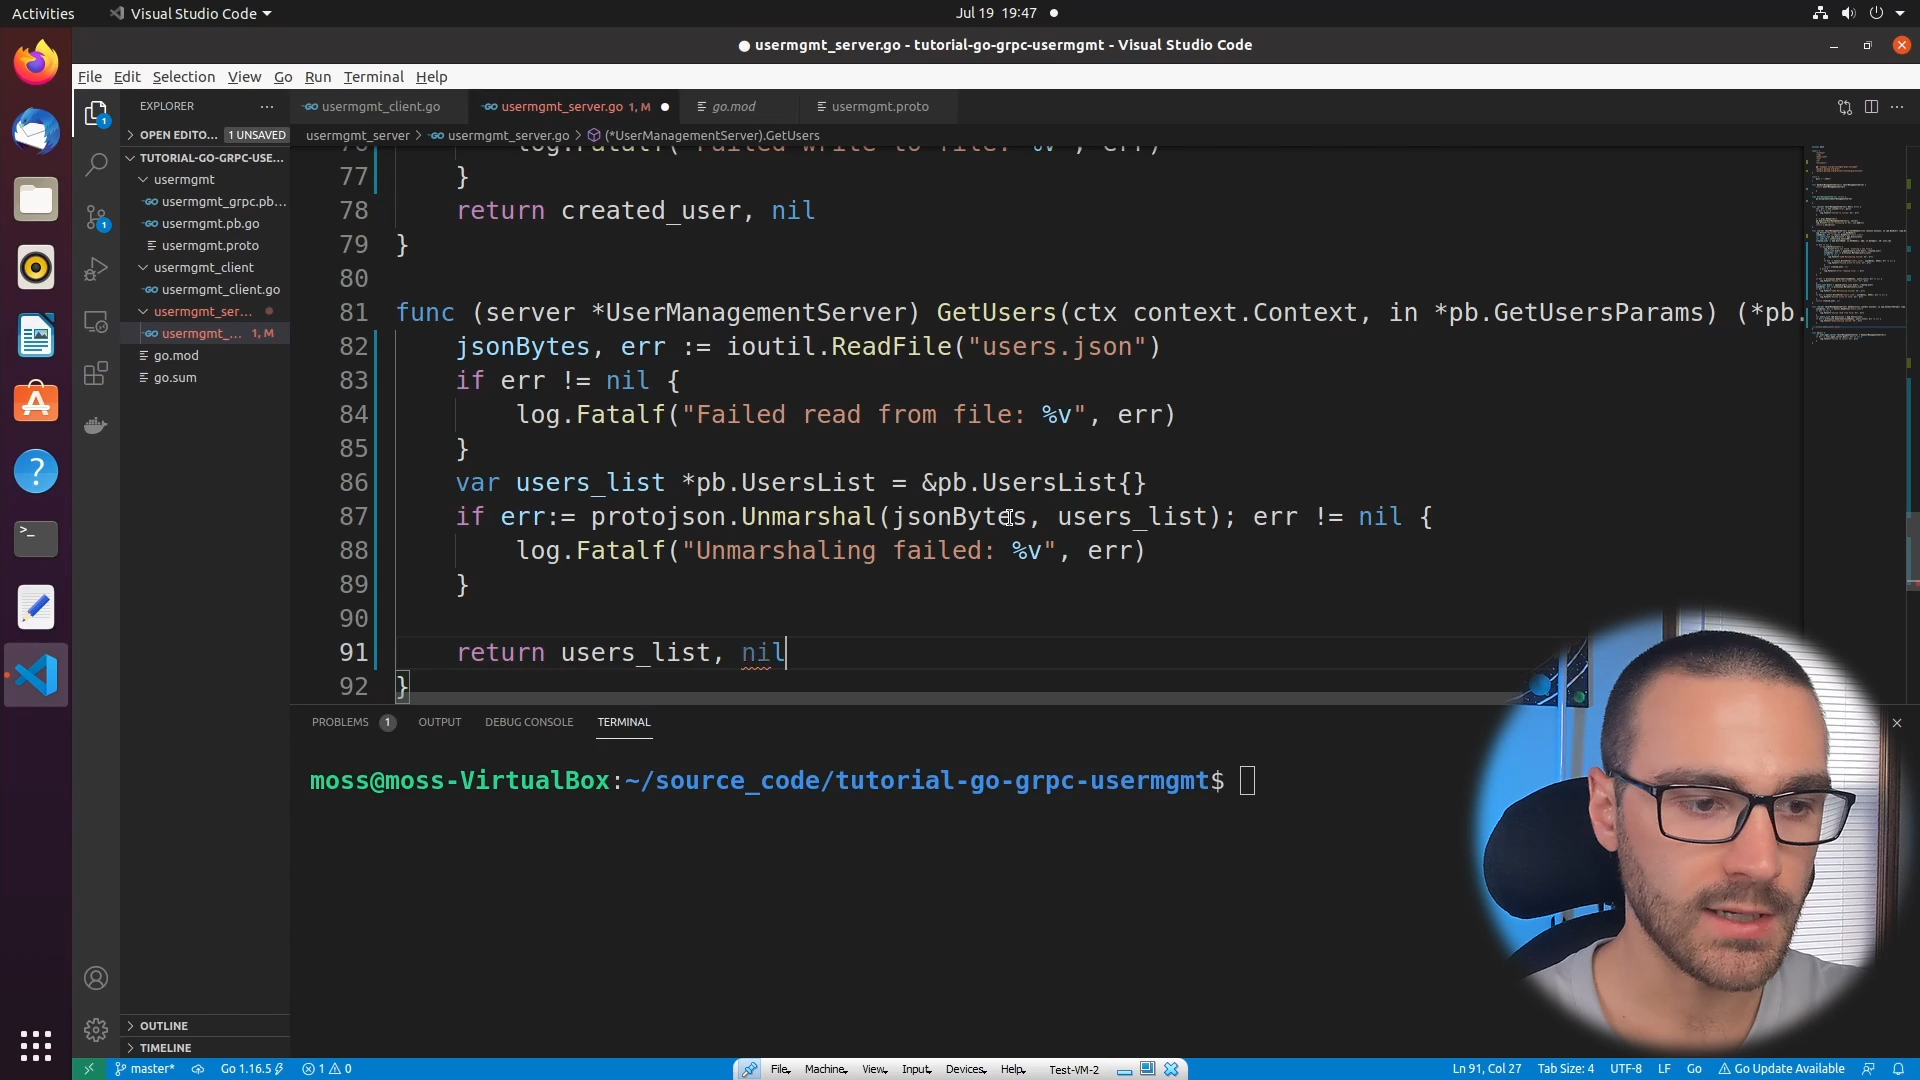 Activities
Visual Studio Code
Jul 19 19:47
usermgmt_server.go - tutorial-go-grpc-usermgmt - Visual Studio Code
File Edit Selection View Go Run Terminal Help
EXPLORER
usermgmt_client.go
usermgmt_server.go 1, M
go.mod
usermgmt.proto
OPEN EDITO... 1 UNSAVED
usermgmt_server > usermgmt_server.go > (*UserManagementServer).GetUsers
TUTORIAL-GO-GRPC-USE...
usermgmt
usermgmt_grpc.pb...
usermgmt.pb.go
usermgmt.proto
usermgmt_client
usermgmt_client.go
usermgmt_ser...
usermgmt_... 1, M
go.mod
go.sum
76 log.Fatalf("Failed write to file: %v", err)
77 }
78 return created_user, nil
79 }
80
81 func (server *UserManagementServer) GetUsers(ctx context.Context, in *pb.GetUsersParams) (*pb.
82 jsonBytes, err := ioutil.ReadFile("users.json")
83 if err != nil {
84 log.Fatalf("Failed read from file: %v", err)
85 }
86 var users_list *pb.UsersList = &pb.UsersList{}
87 if err:= protojson.Unmarshal(jsonBytes, users_list); err != nil {
88 log.Fatalf("Unmarshaling failed: %v", err)
89 }
90
91 return users_list, nil
92 }
PROBLEMS 1 OUTPUT DEBUG CONSOLE TERMINAL
moss@moss-VirtualBox:~/source_code/tutorial-go-grpc-usermgmt$
OUTLINE
TIMELINE
master* Go 1.16.5 1 0
File Machine View Input Devices Help Test-VM-2
Ln 91, Col 27 Tab Size: 4 UTF-8 LF Go Go Update Available